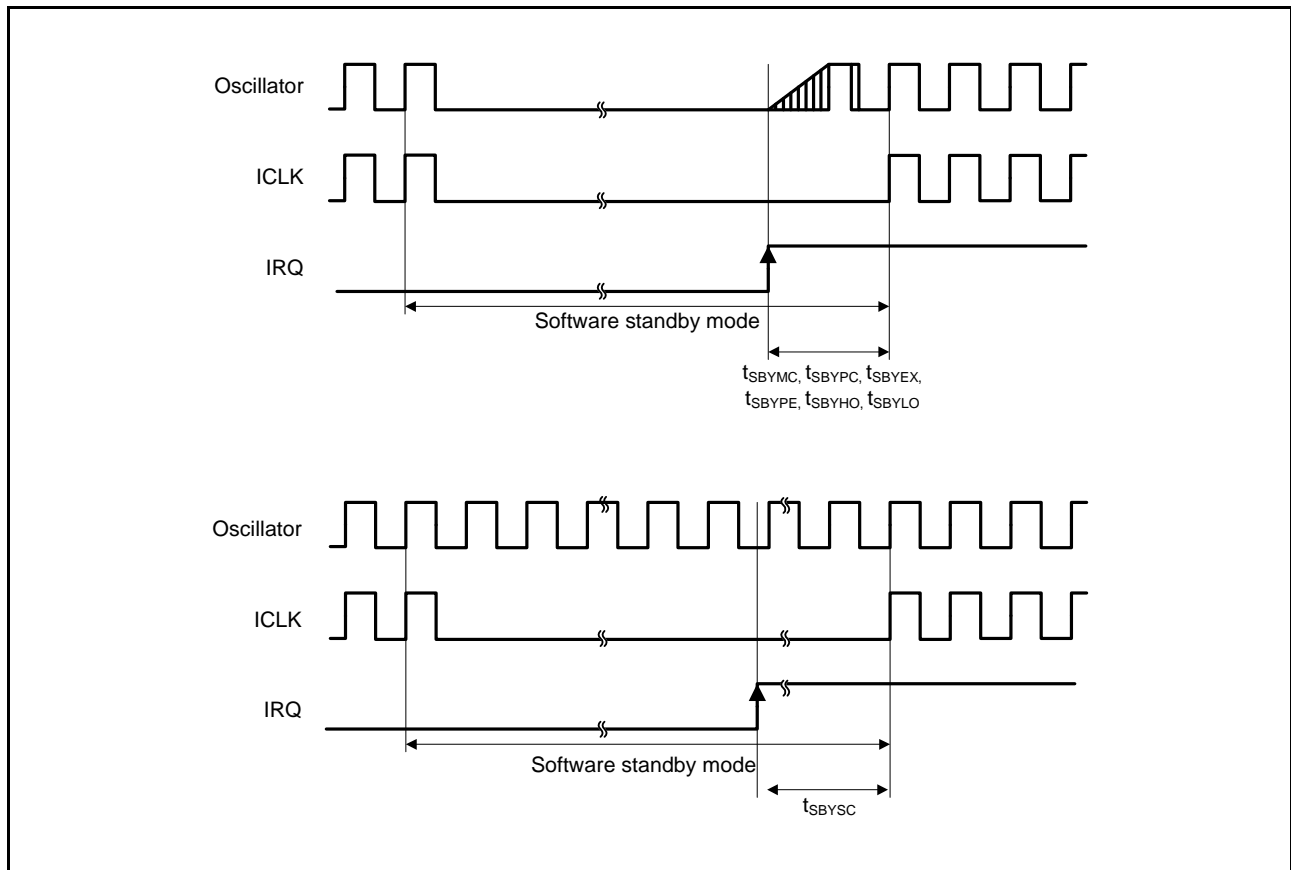 Oscillator
ICLK
IRQ
Software standby mode
tSBYMC, tSBYPC, tSBYEX,
tSBYPE, tSBYHO, tSBYLO
Oscillator
ICLK
IRQ
Software standby mode
tSBYSC